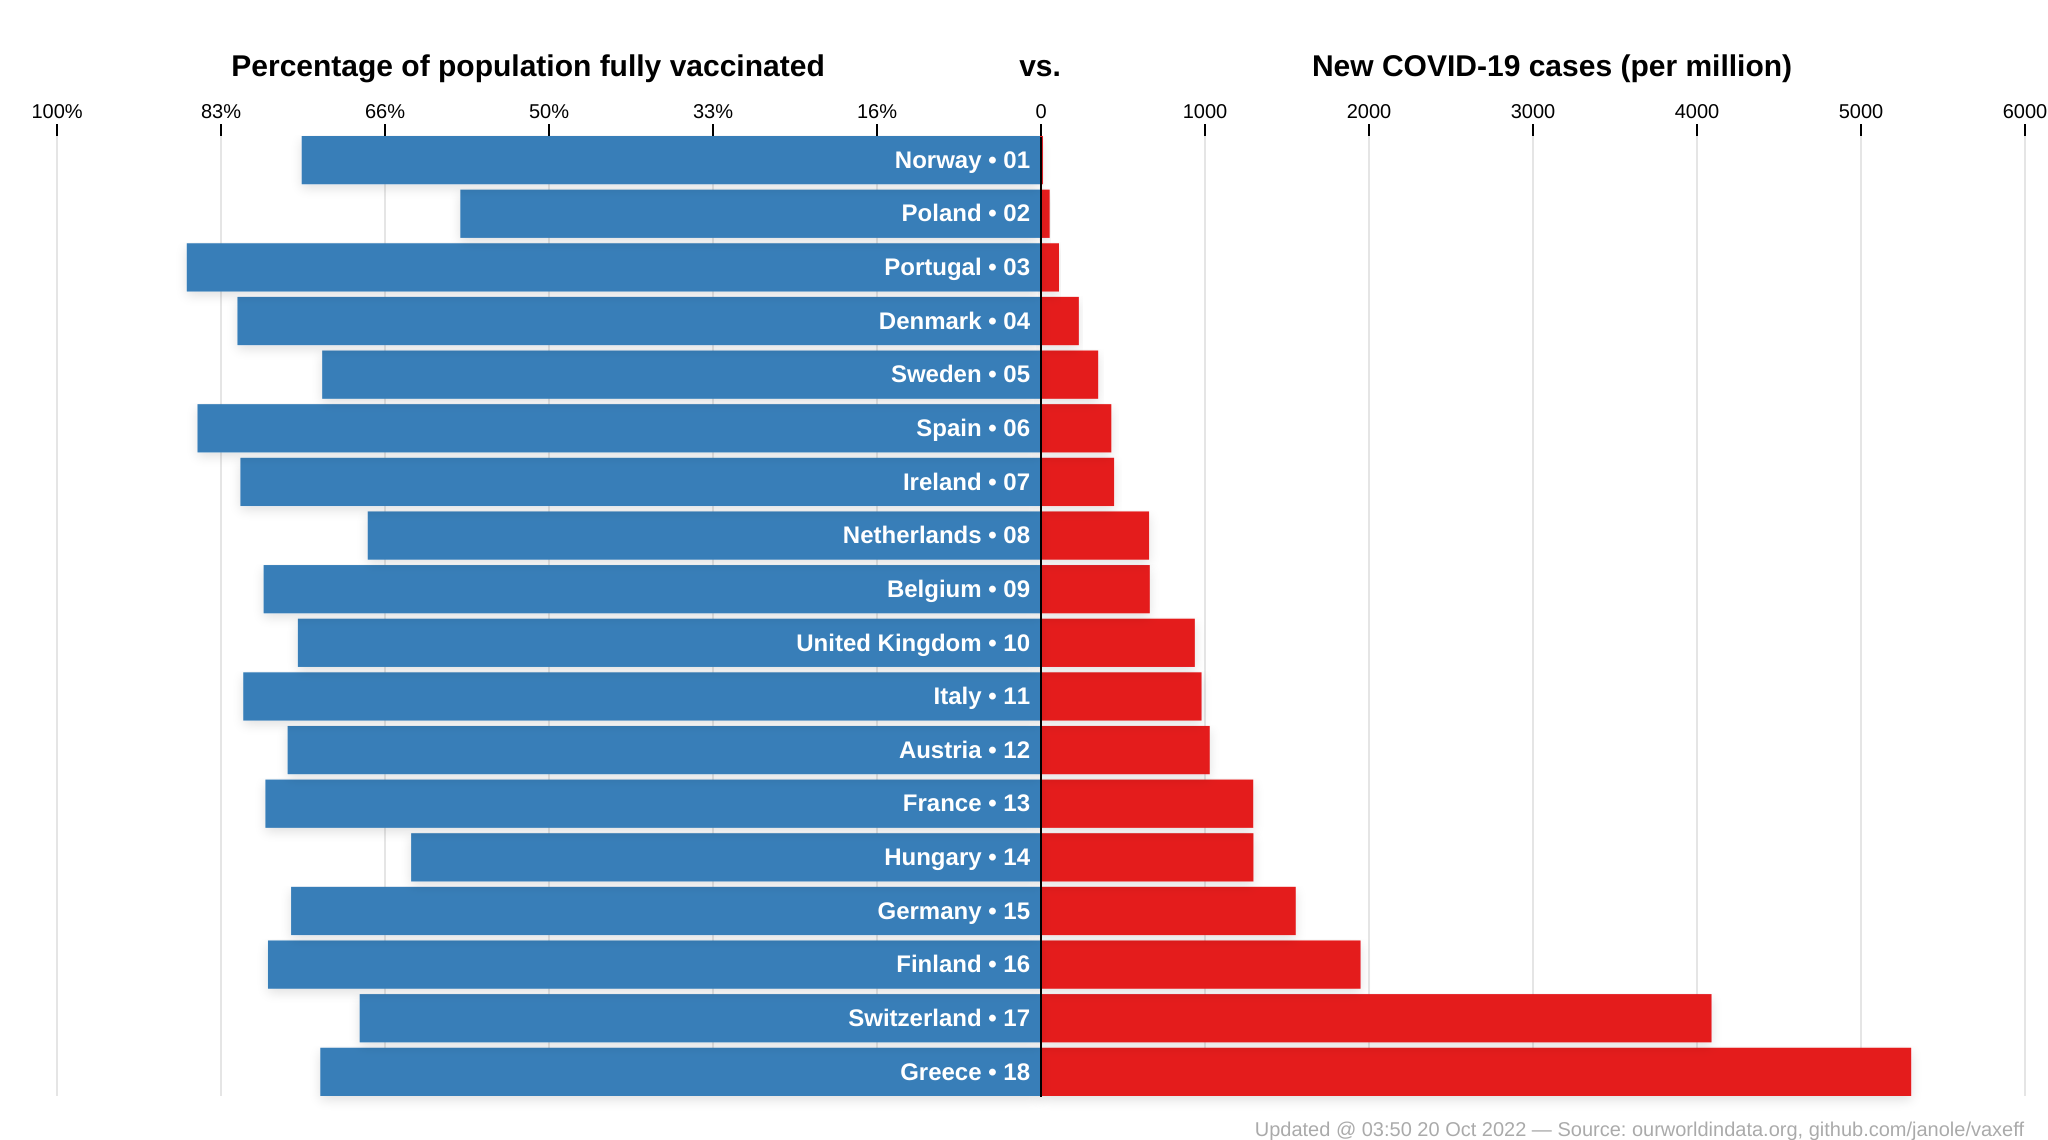 Percentage of population fully vaccinated vs. New COVID-19 cases (per million)
100% 83% 66% 50% 33% 16% 0 1000 2000 3000 4000 5000 6000
Norway • 01
Poland • 02
Portugal • 03
Denmark • 04
Sweden • 05
Spain • 06
Ireland • 07
Netherlands • 08
Belgium • 09
United Kingdom • 10
Italy • 11
Austria • 12
France • 13
Hungary • 14
Germany • 15
Finland • 16
Switzerland • 17
Greece • 18
Updated @ 03:50 20 Oct 2022 — Source: ourworldindata.org, github.com/janole/vaxeff